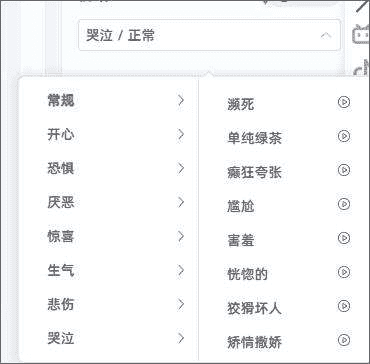 哭泣 / 正常
常规
开心
恐惧
厌恶
惊喜
生气
悲伤
哭泣
濒死
单纯绿茶
癫狂夸张
尴尬
害羞
恍惚的
狡猾坏人
矫情撒娇